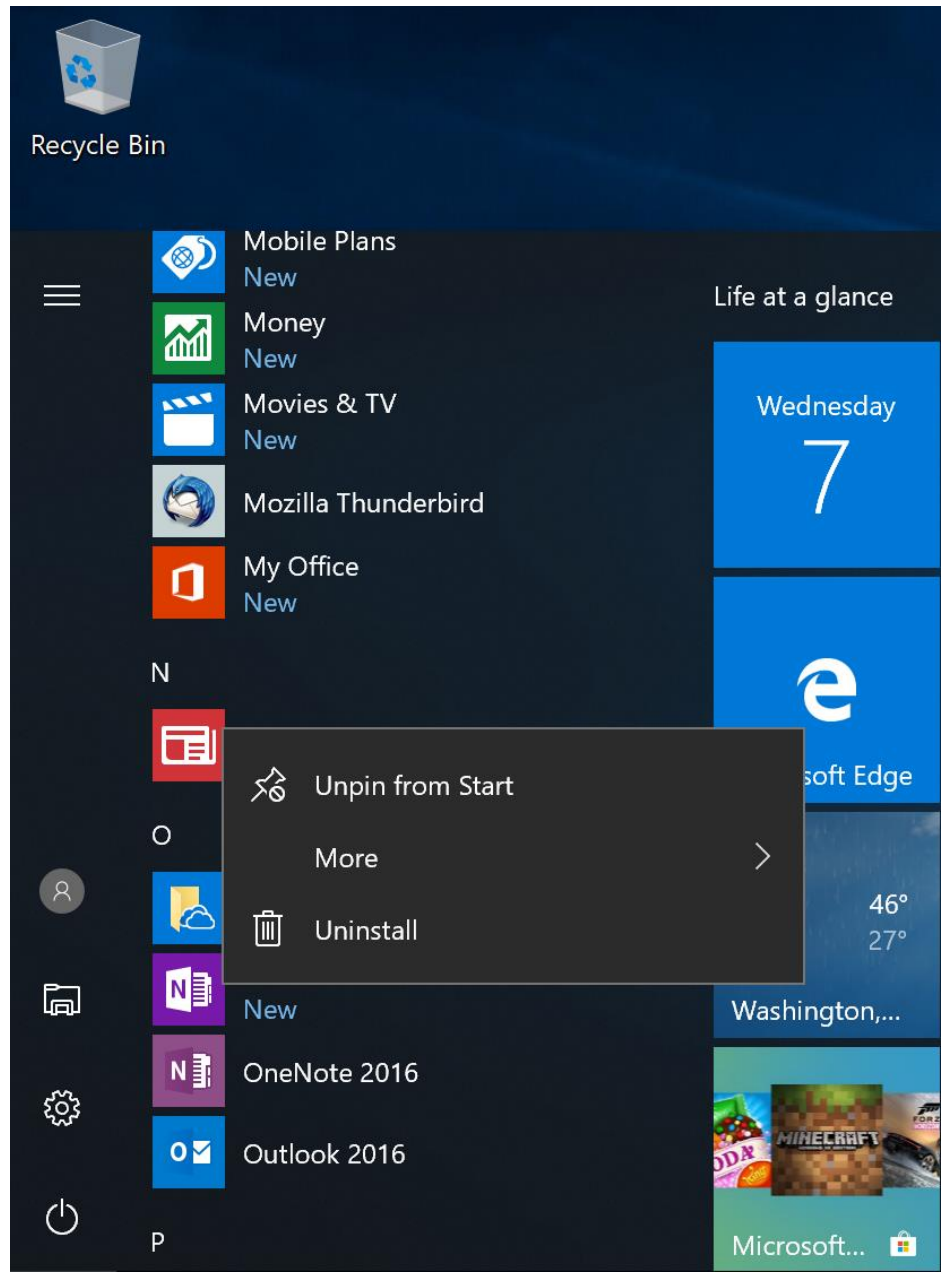 Recycle Bin
Mobile Plans
New
Money
New
Movies & TV
New
Mozilla Thunderbird
My Office
New
N
Unpin from Start
More
Uninstall
O
New
OneNote 2016
Outlook 2016
P
Life at a glance
Wednesday
7
soft Edge
46°
27°
Washington,...
MINECRAFT
Microsoft...